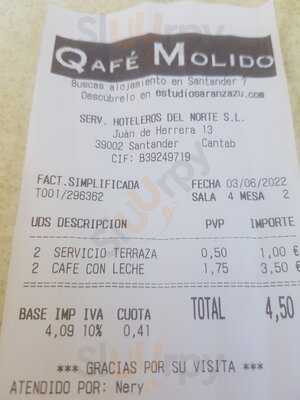 QAFÉ MOLIDO
Buscas alojamiento en Santander ?
Descúbrelo en estudiosaranzazu.com
SERV. HOTELEROS DEL NORTE S.L.
Juan de Herrera 13
39002 Santander Cantab
CIF: B39249719
FACT.SIMPLIFICADA FECHA 03/06/2022
T001/296362 SALA 4 MESA 2
UDS DESCRIPCION PVP IMPORTE
2 SERVICIO TERRAZA 0,50 1,00 €
2 CAFE CON LECHE 1,75 3,50 €
BASE IMP IVA CUOTA TOTAL 4,50
4,09 10% 0,41
*** GRACIAS POR SU VISITA ***
ATENDIDO POR: Nery